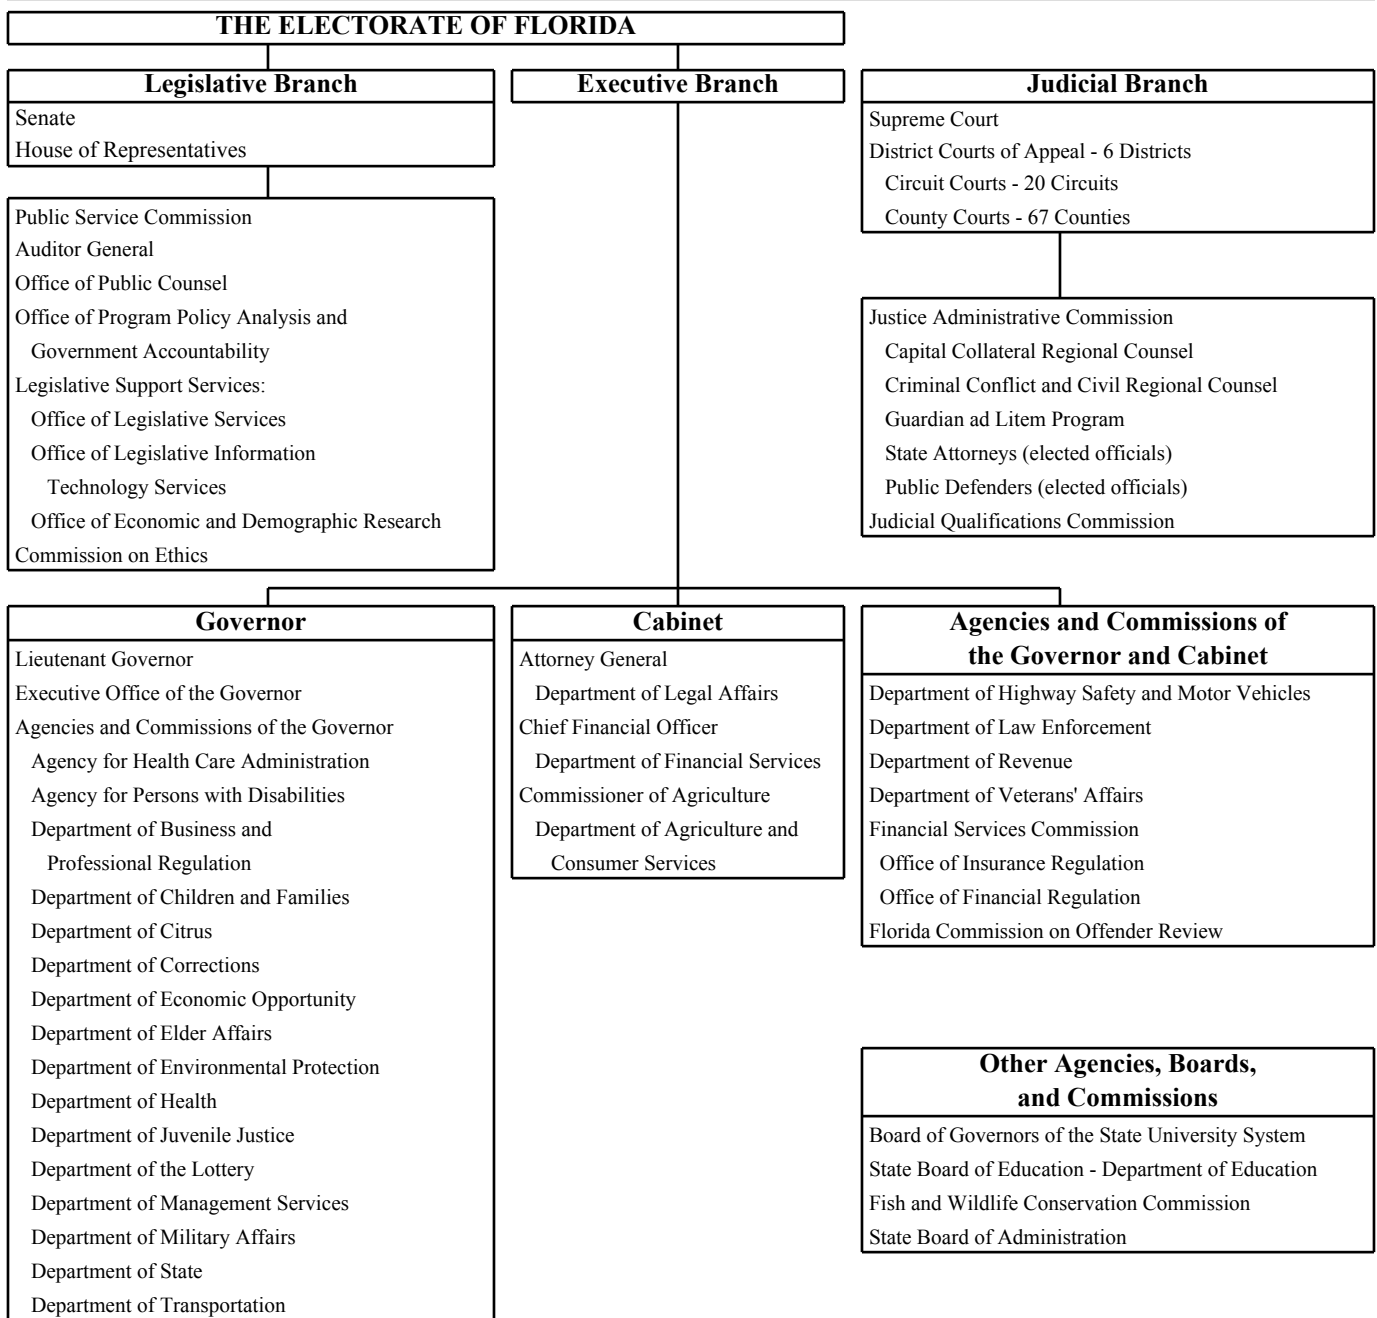 THE ELECTORATE OF FLORIDA
Legislative Branch
Senate
House of Representatives
Public Service Commission
Auditor General
Office of Public Counsel
Office of Program Policy Analysis and
Government Accountability
Legislative Support Services:
Office of Legislative Services
Office of Legislative Information
Technology Services
Office of Economic and Demographic Research
Commission on Ethics
Executive Branch
Judicial Branch
Supreme Court
District Courts of Appeal - 6 Districts
Circuit Courts - 20 Circuits
County Courts - 67 Counties
Justice Administrative Commission
Capital Collateral Regional Counsel
Criminal Conflict and Civil Regional Counsel
Guardian ad Litem Program
State Attorneys (elected officials)
Public Defenders (elected officials)
Judicial Qualifications Commission
Governor
Lieutenant Governor
Executive Office of the Governor
Agencies and Commissions of the Governor
Agency for Health Care Administration
Agency for Persons with Disabilities
Department of Business and
Professional Regulation
Department of Children and Families
Department of Citrus
Department of Corrections
Department of Economic Opportunity
Department of Elder Affairs
Department of Environmental Protection
Department of Health
Department of Juvenile Justice
Department of the Lottery
Department of Management Services
Department of Military Affairs
Department of State
Department of Transportation
Cabinet
Attorney General
Department of Legal Affairs
Chief Financial Officer
Department of Financial Services
Commissioner of Agriculture
Department of Agriculture and
Consumer Services
Agencies and Commissions of
the Governor and Cabinet
Department of Highway Safety and Motor Vehicles
Department of Law Enforcement
Department of Revenue
Department of Veterans' Affairs
Financial Services Commission
Office of Insurance Regulation
Office of Financial Regulation
Florida Commission on Offender Review
Other Agencies, Boards,
and Commissions
Board of Governors of the State University System
State Board of Education - Department of Education
Fish and Wildlife Conservation Commission
State Board of Administration